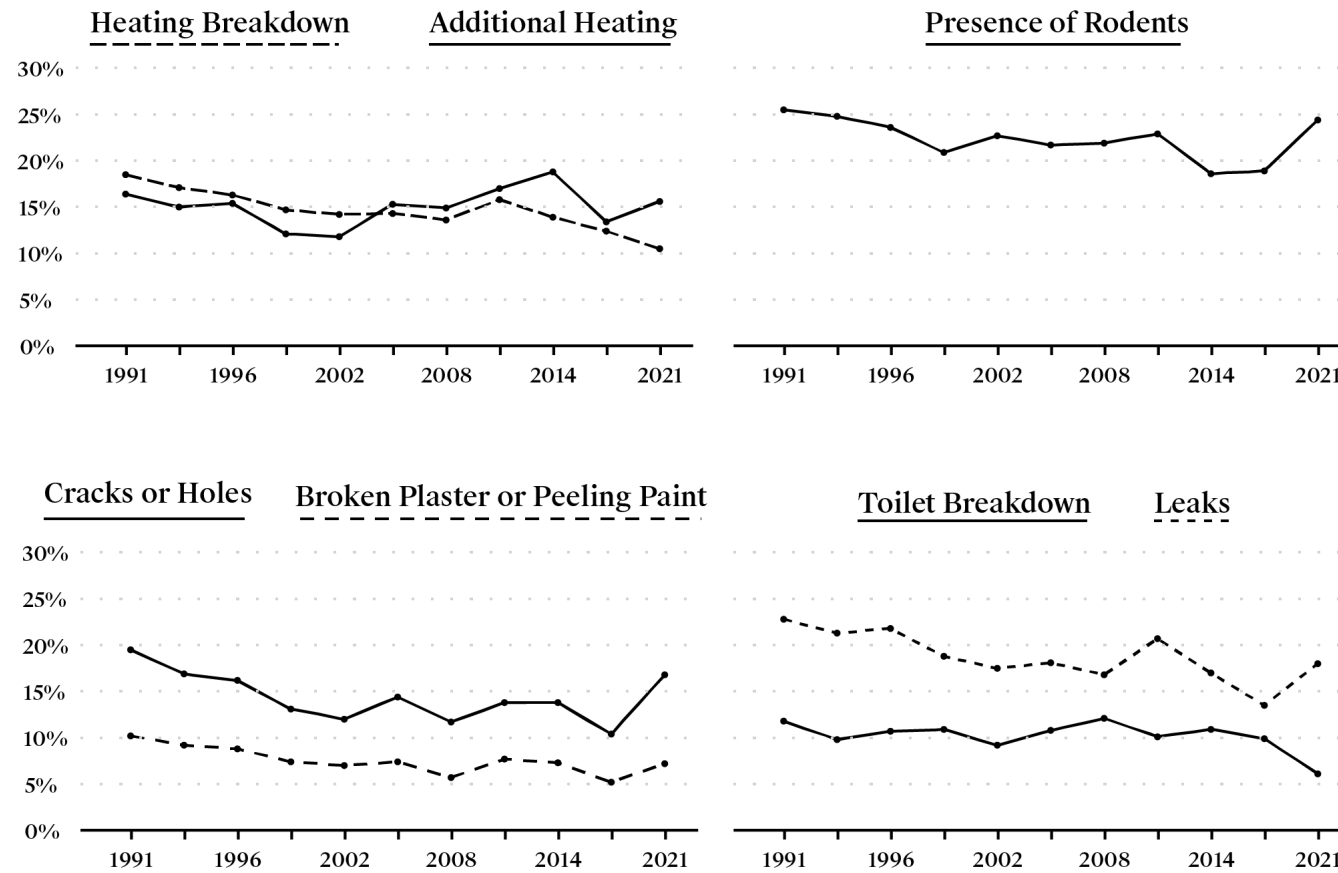 Heating Breakdown Additional Heating
30%
25%
20%
15%
10%
5%
0%
1991 1996 2002 2008 2014 2021
Presence of Rodents
1991 1996 2002 2008 2014 2021
Cracks or Holes Broken Plaster or Peeling Paint
30%
25%
20%
15%
10%
5%
0%
1991 1996 2002 2008 2014 2021
Toilet Breakdown Leaks
1991 1996 2002 2008 2014 2021